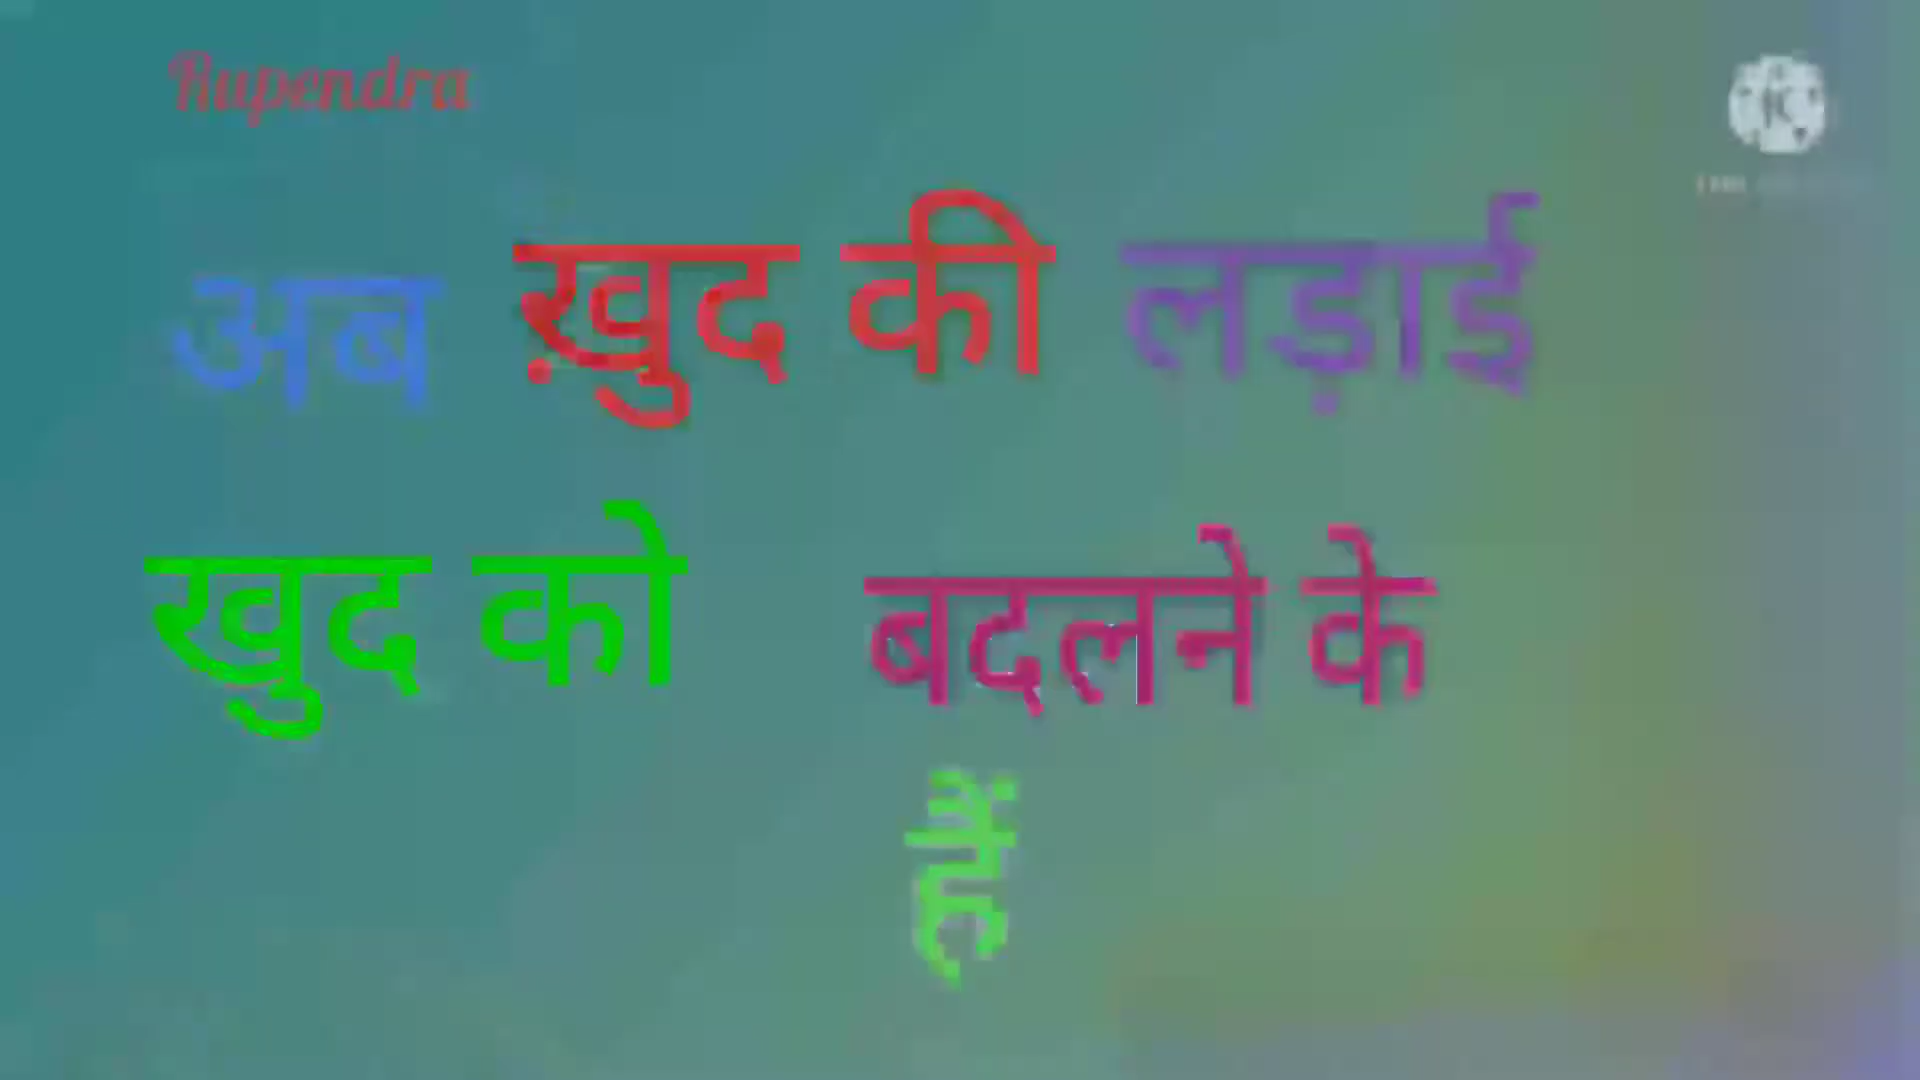 Rupendra
अब ख़ुद की लड़ाई
खुद को बदलने के
हैं